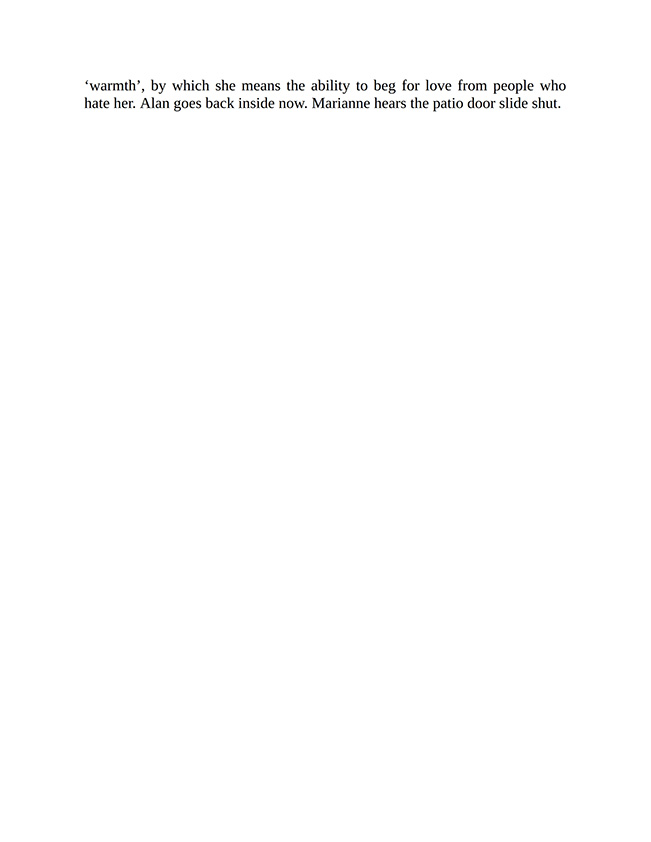 ‘warmth’, by which she means the ability to beg for love from people who
hate her. Alan goes back inside now. Marianne hears the patio door slide shut.